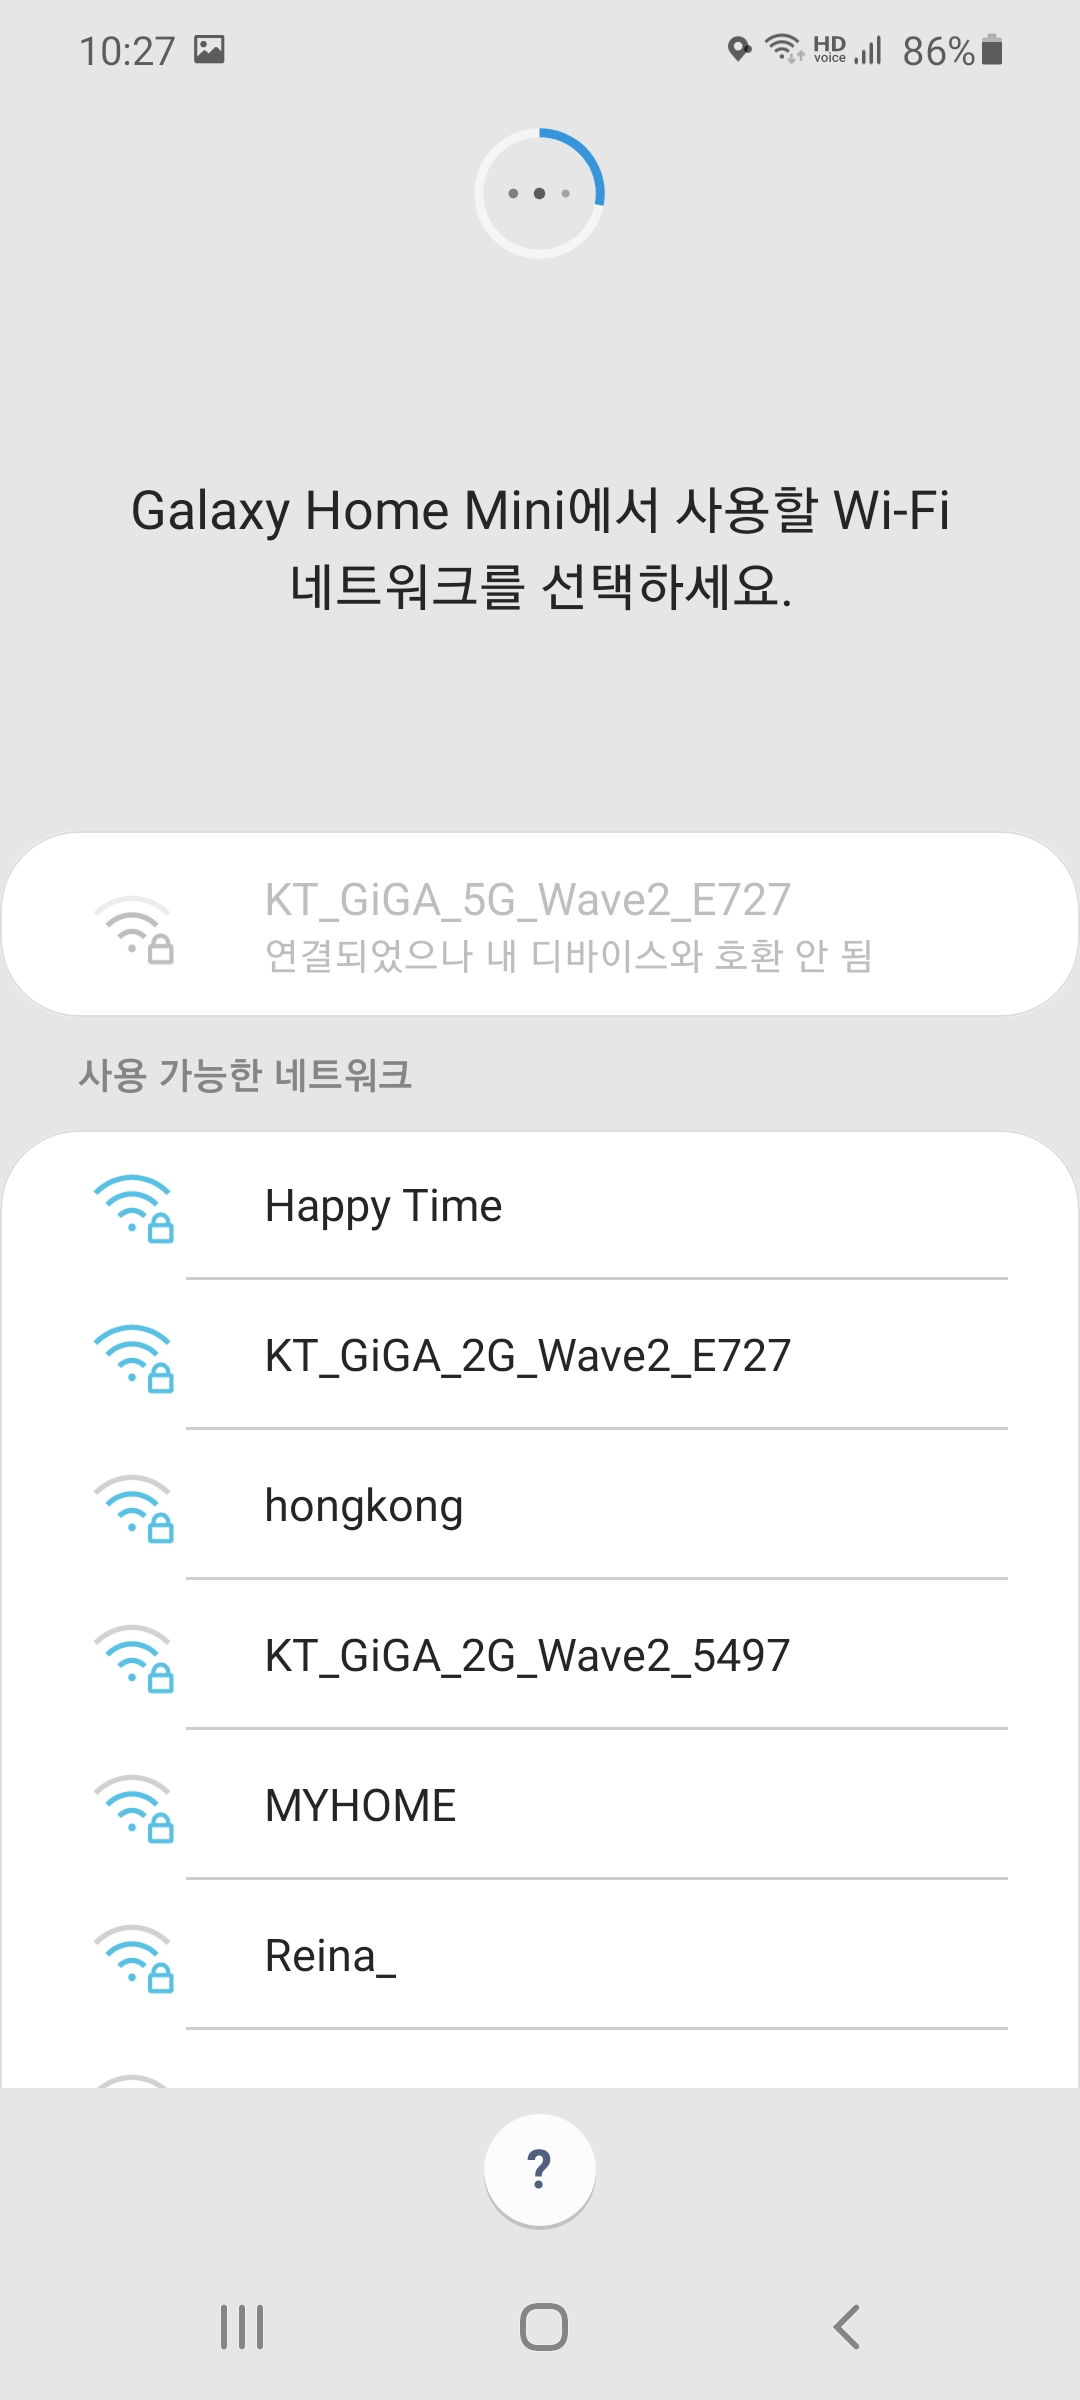 10:27 HD voice 86%
Galaxy Home Mini에서 사용할 Wi-Fi
네트워크를 선택하세요.
KT_GiGA_5G_Wave2_E727
연결되었으나 내 디바이스와 호환 안 됨
사용 가능한 네트워크
Happy Time
KT_GiGA_2G_Wave2_E727
hongkong
KT_GiGA_2G_Wave2_5497
MYHOME
Reina_
?